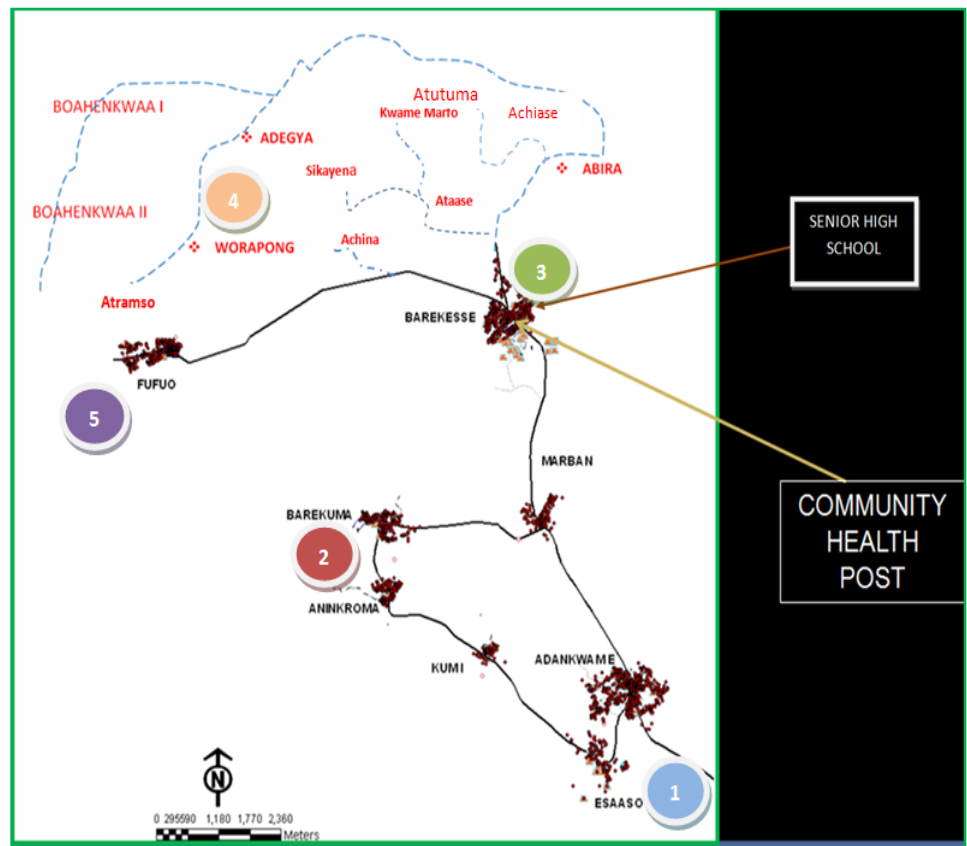 BOAHENKWAA I
Atutuma
Kwame Marto
Achiase
ADEGYA
Sikayena
ABIRA
4
Ataase
BOAHENKWAA II
SENIOR HIGH
SCHOOL
WORAPONG
Achina
3
Atramso
BAREKESSE
FUFUO
5
MARBAN
BAREKUMA
COMMUNITY
HEALTH
POST
2
ANINKROMA
KUMI
ADANKWAME
N
1
ESAASO
0 295590 1,180 1,770 2,360
Meters